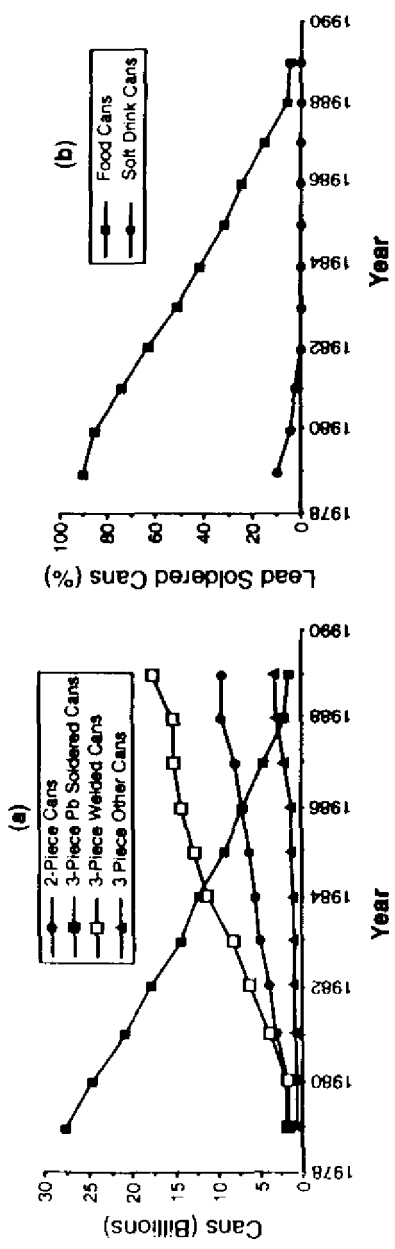 (a)
2-Piece Cans
3-Piece Pb Soldered Cans
3-Piece Welded Cans
3 Piece Other Cans
Cans (Billions)
30
25
20
15
10
5
0
1978
1980
1982
1984
1986
1988
1990
Year
(b)
Food Cans
Soft Drink Cans
Lead Soldered Cans (%)
100
80
60
40
20
0
1978
1980
1982
1984
1986
1988
1990
Year